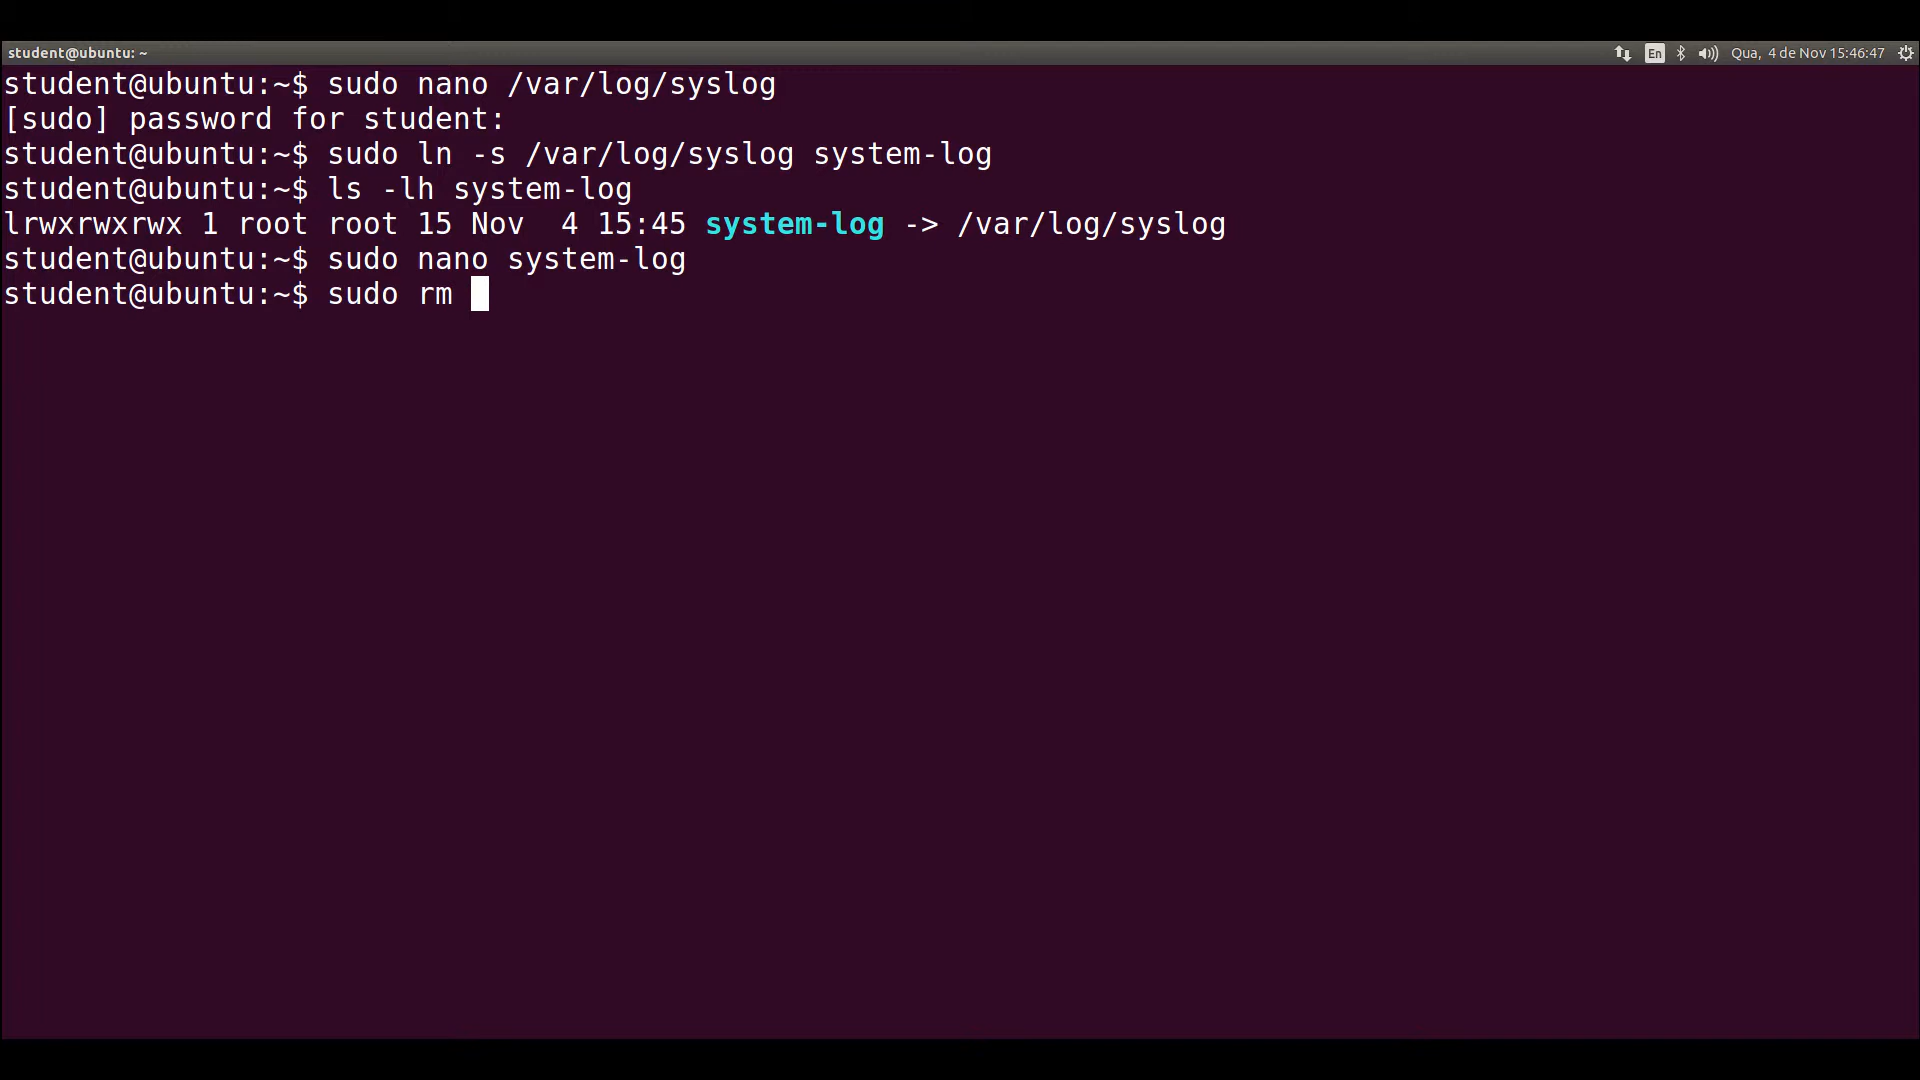 student@ubuntu: ~
En
Qua, 4 de Nov 15:46:47
student@ubuntu:~$ sudo nano /var/log/syslog
[sudo] password for student:
student@ubuntu:~$ sudo ln -s /var/log/syslog system-log
student@ubuntu:~$ ls -lh system-log
lrwxrwxrwx 1 root root 15 Nov  4 15:45 system-log -> /var/log/syslog
student@ubuntu:~$ sudo nano system-log
student@ubuntu:~$ sudo rm